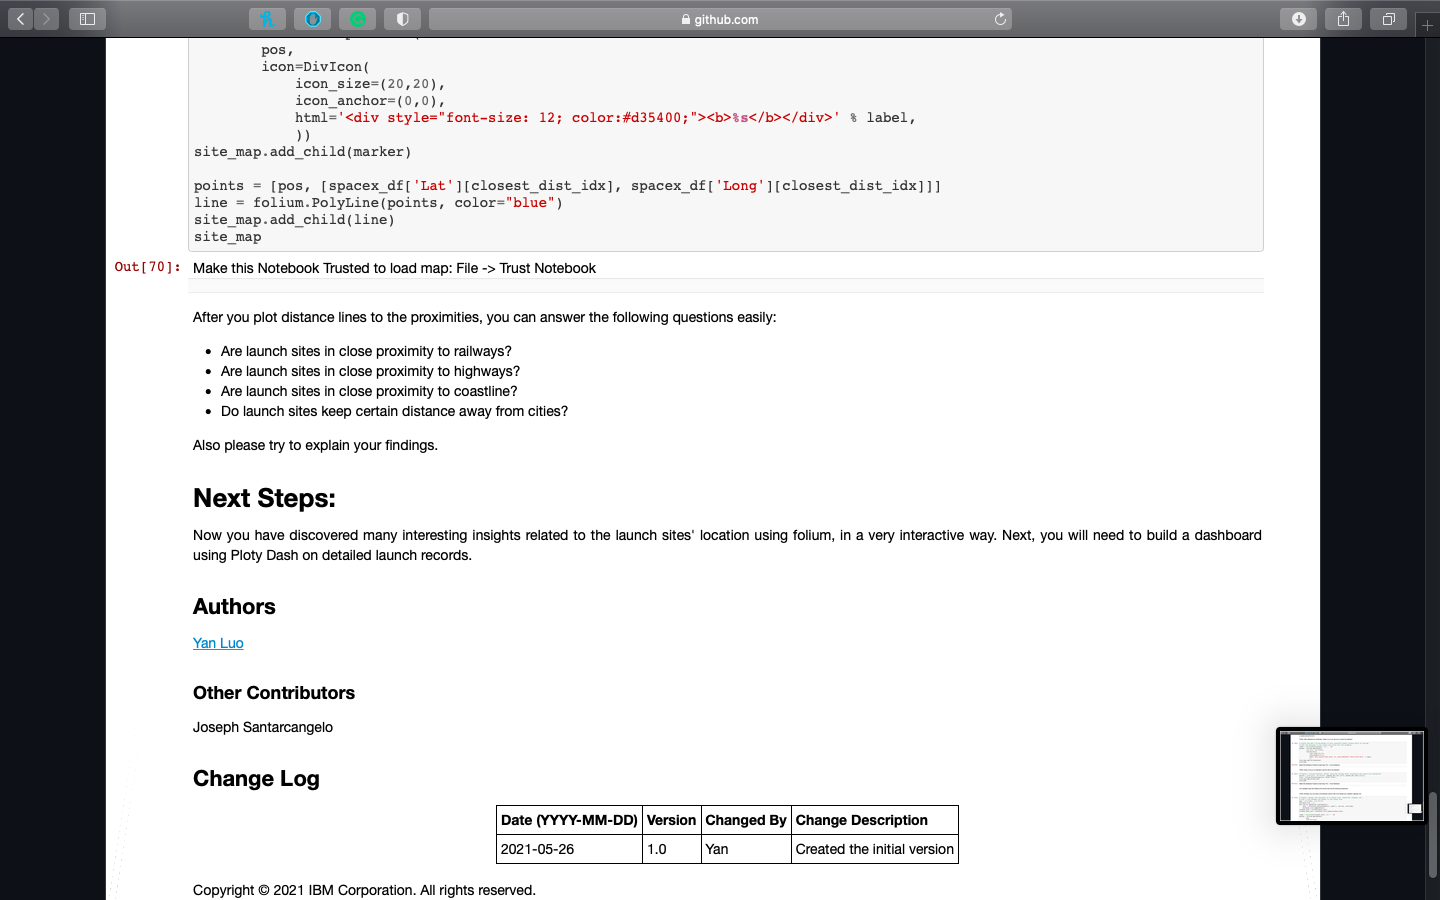 github.com
pos,
icon=DivIcon(
icon_size=(20,20),
icon_anchor=(0,0),
html='<div style="font-size: 12; color:#d35400;"><b>%s</b></div>' % label,
))
site_map.add_child(marker)
points = [pos, [spacex_df['Lat'][closest_dist_idx], spacex_df['Long'][closest_dist_idx]]]
line = folium.PolyLine(points, color="blue")
site_map.add_child(line)
site_map
Out[70]: Make this Notebook Trusted to load map: File -> Trust Notebook
After you plot distance lines to the proximities, you can answer the following questions easily:
• Are launch sites in close proximity to railways?
• Are launch sites in close proximity to highways?
• Are launch sites in close proximity to coastline?
• Do launch sites keep certain distance away from cities?
Also please try to explain your findings.
Next Steps:
Now you have discovered many interesting insights related to the launch sites' location using folium, in a very interactive way. Next, you will need to build a dashboard
using Ploty Dash on detailed launch records.
Authors
Yan Luo
Other Contributors
Joseph Santarcangelo
Change Log
Date (YYYY-MM-DD) Version Changed By Change Description
2021-05-26 1.0 Yan Created the initial version
Copyright © 2021 IBM Corporation. All rights reserved.